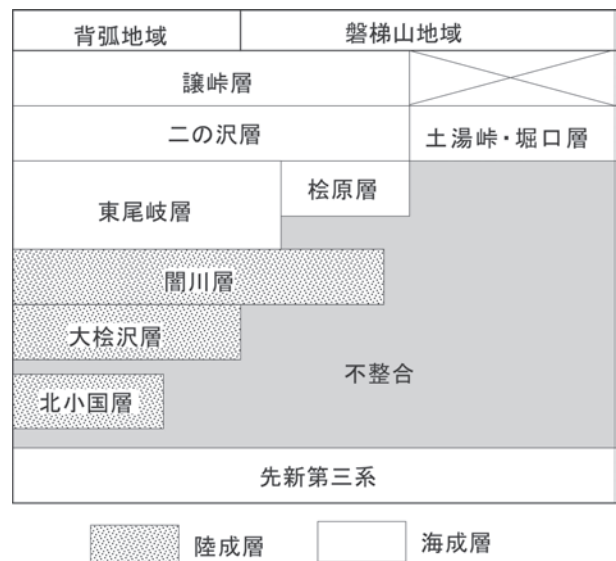 背弧地域
磐梯山地域
譲峠層
二の沢層
土湯峠・堀口層
東尾岐層
桧原層
闇川層
大桧沢層
不整合
北小国層
先新第三系
陸成層
海成層